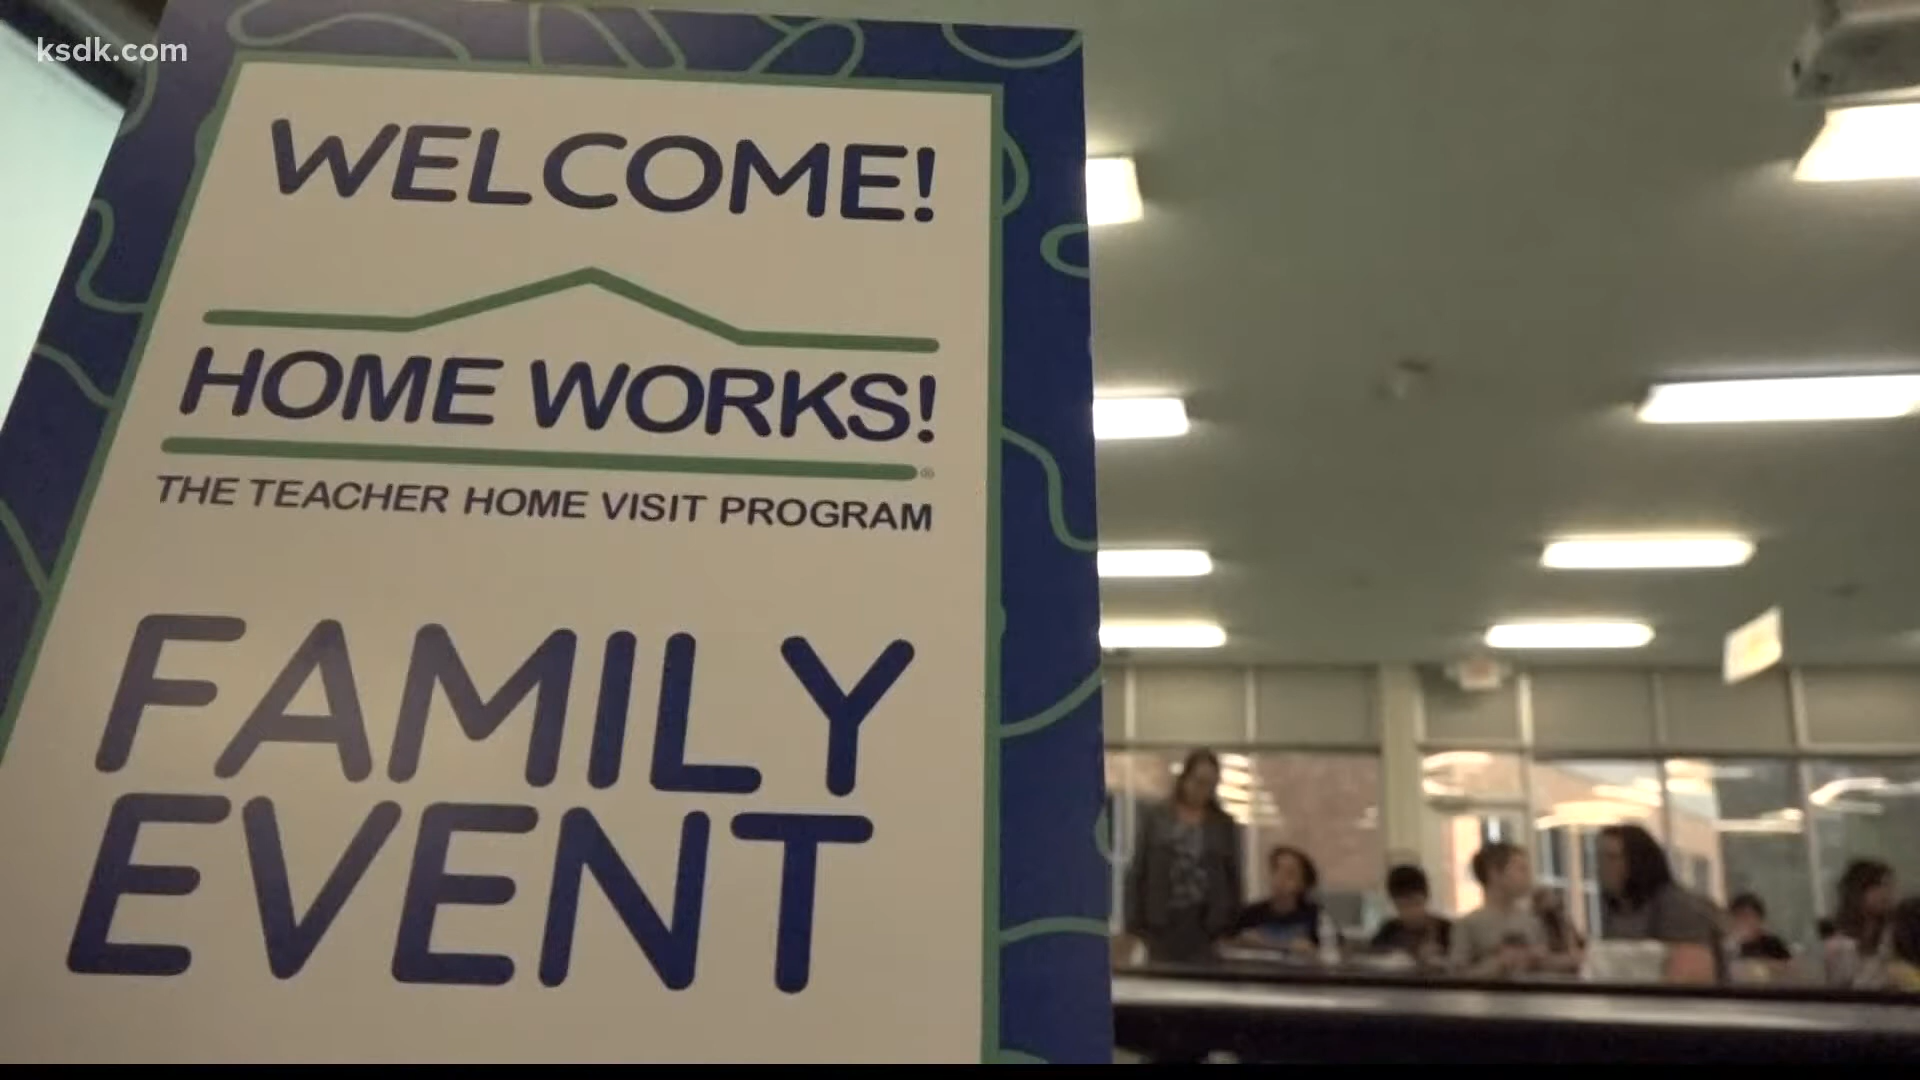 ksdk.com
WELCOME!
HOME WORKS!
®
THE TEACHER HOME VISIT PROGRAM
FAMILY
EVENT